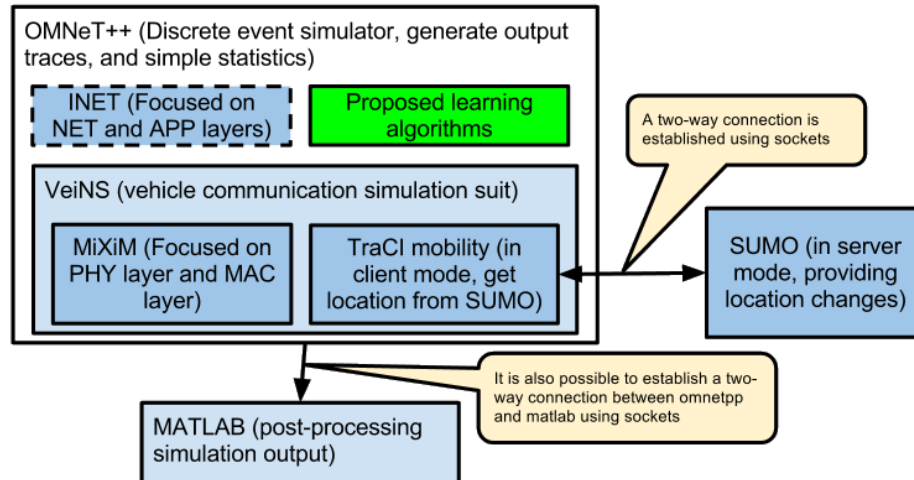 OMNeT++ (Discrete event simulator, generate output
traces, and simple statistics)
INET (Focused on
NET and APP layers)
Proposed learning
algorithms
A two-way connection is
established using sockets
VeiNS (vehicle communication simulation suit)
MiXiM (Focused on
PHY layer and MAC
layer)
TraCI mobility (in
client mode, get
location from SUMO)
SUMO (in server
mode, providing
location changes)
It is also possible to establish a two-
way connection between omnetpp
and matlab using sockets
MATLAB (post-processing
simulation output)